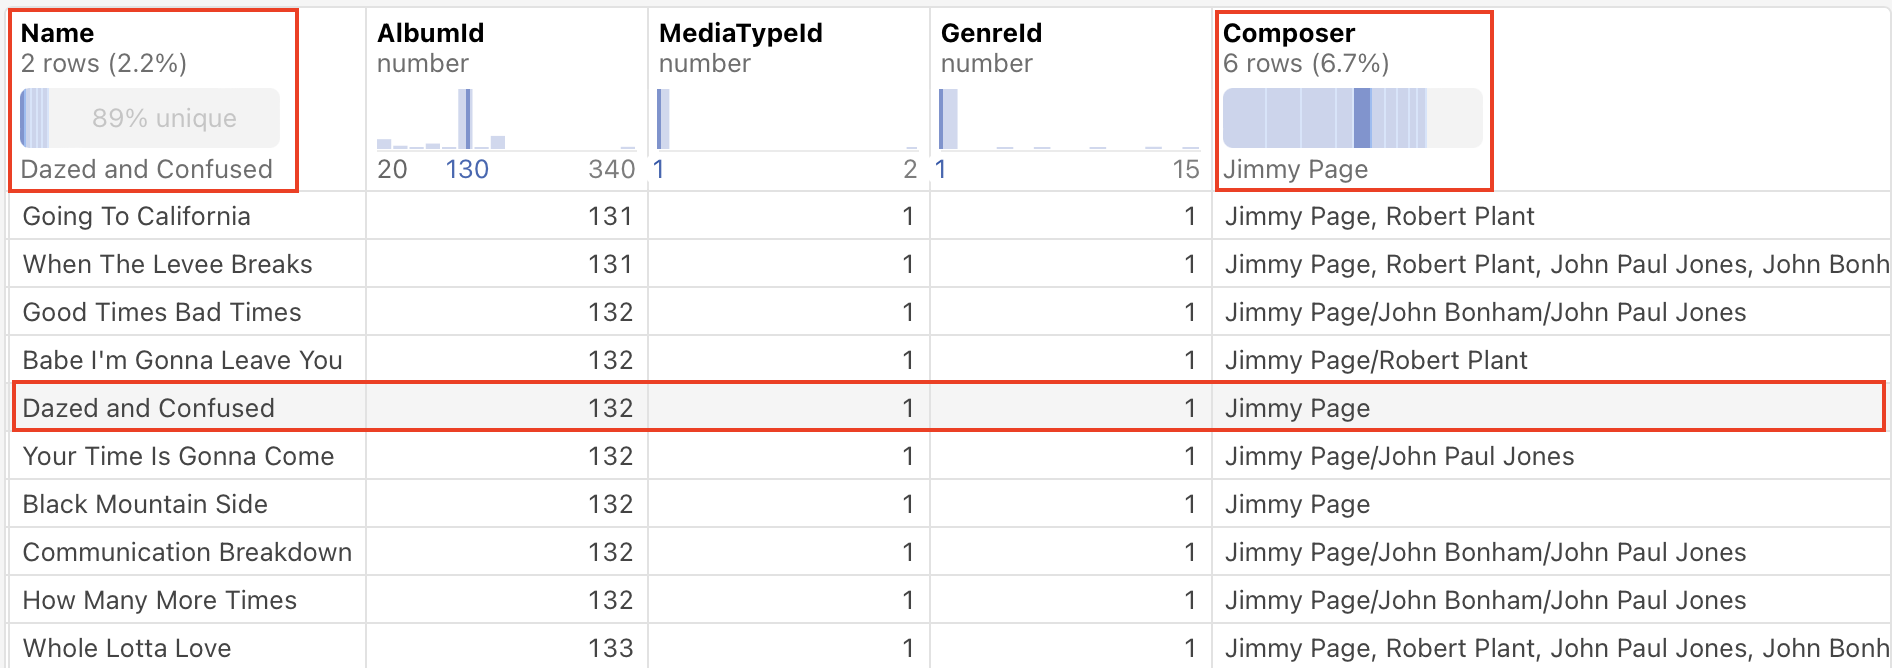 Name AlbumId MediaTypeId GenreId Composer
2 rows (2.2%) number number number 6 rows (6.7%)
89% unique
Dazed and Confused 20 130 340 1 2 1 15 Jimmy Page
Going To California 131 1 1 Jimmy Page, Robert Plant
When The Levee Breaks 131 1 1 Jimmy Page, Robert Plant, John Paul Jones, John Bonh
Good Times Bad Times 132 1 1 Jimmy Page/John Bonham/John Paul Jones
Babe I'm Gonna Leave You 132 1 1 Jimmy Page/Robert Plant
Dazed and Confused 132 1 1 Jimmy Page
Your Time Is Gonna Come 132 1 1 Jimmy Page/John Paul Jones
Black Mountain Side 132 1 1 Jimmy Page
Communication Breakdown 132 1 1 Jimmy Page/John Bonham/John Paul Jones
How Many More Times 132 1 1 Jimmy Page/John Bonham/John Paul Jones
Whole Lotta Love 133 1 1 Jimmy Page, Robert Plant, John Paul Jones, John Bonh